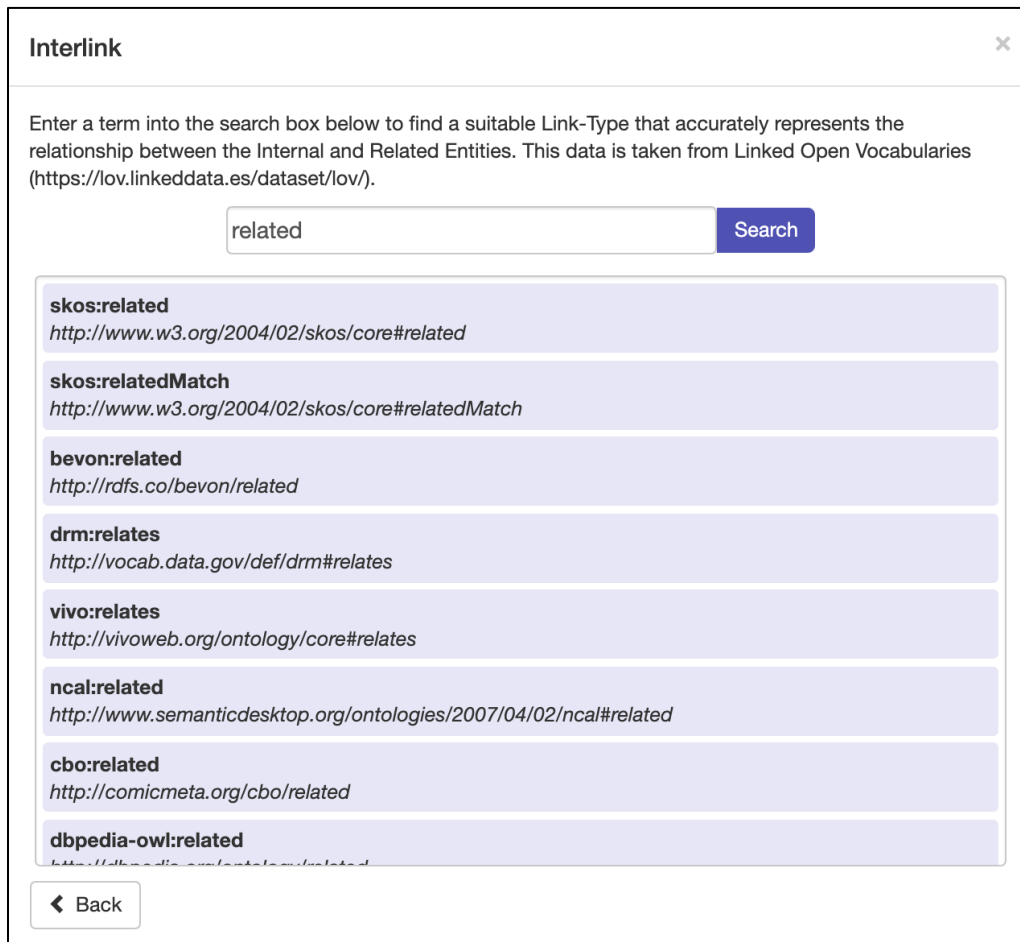 Interlink
×
Enter a term into the search box below to find a suitable Link-Type that accurately represents the
relationship between the Internal and Related Entities. This data is taken from Linked Open Vocabularies
(https://lov.linkeddata.es/dataset/lov/).
related
Search
skos:related
http://www.w3.org/2004/02/skos/core#related
skos:relatedMatch
http://www.w3.org/2004/02/skos/core#relatedMatch
bevon:related
http://rdfs.co/bevon/related
drm:relates
http://vocab.data.gov/def/drm#relates
vivo:relates
http://vivoweb.org/ontology/core#relates
ncal:related
http://www.semanticdesktop.org/ontologies/2007/04/02/ncal#related
cbo:related
http://comicmeta.org/cbo/related
dbpedia-owl:related
http://dbpedia.org/ontology/related
Back